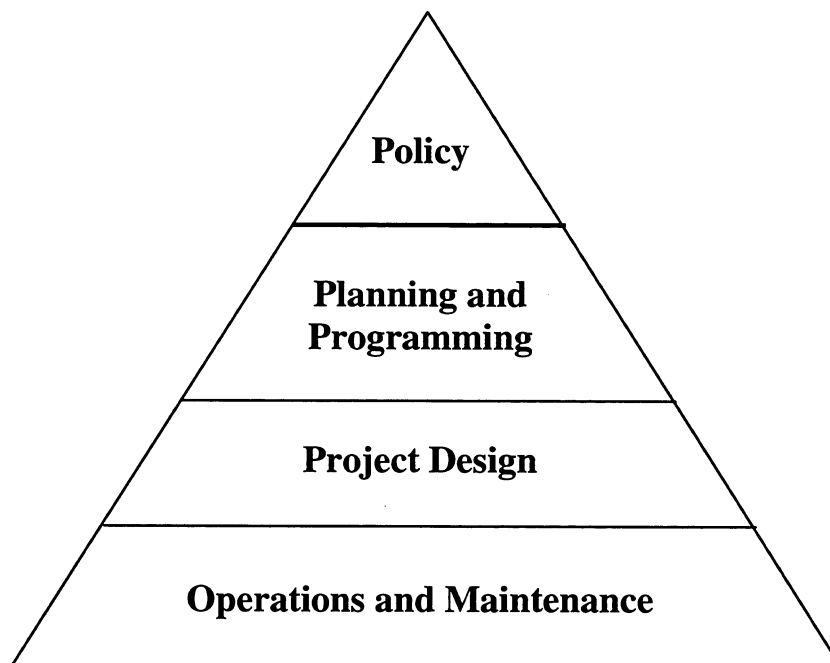 Policy
Planning and
Programming
Project Design
Operations and Maintenance